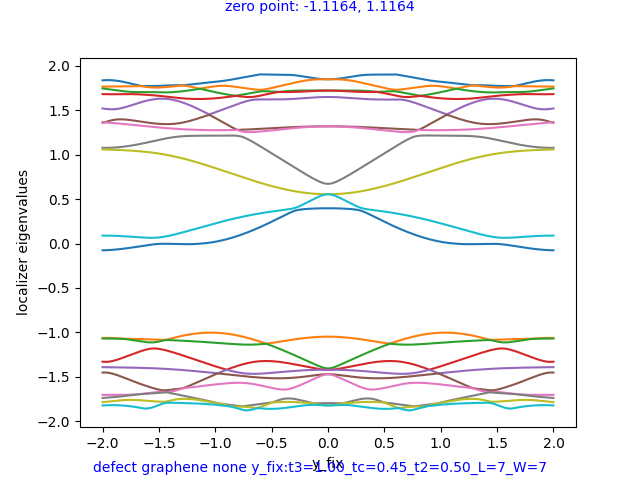 zero point: -1.1164, 1.1164
2.0
1.5
1.0
0.5
0.0
−0.5
−1.0
−1.5
−2.0
localizer eigenvalues
−2.0 −1.5 −1.0 −0.5 0.0 0.5 1.0 1.5 2.0
y_fix
defect graphene none y_fix:t3=1.00_tc=0.45_t2=0.50_L=7_W=7